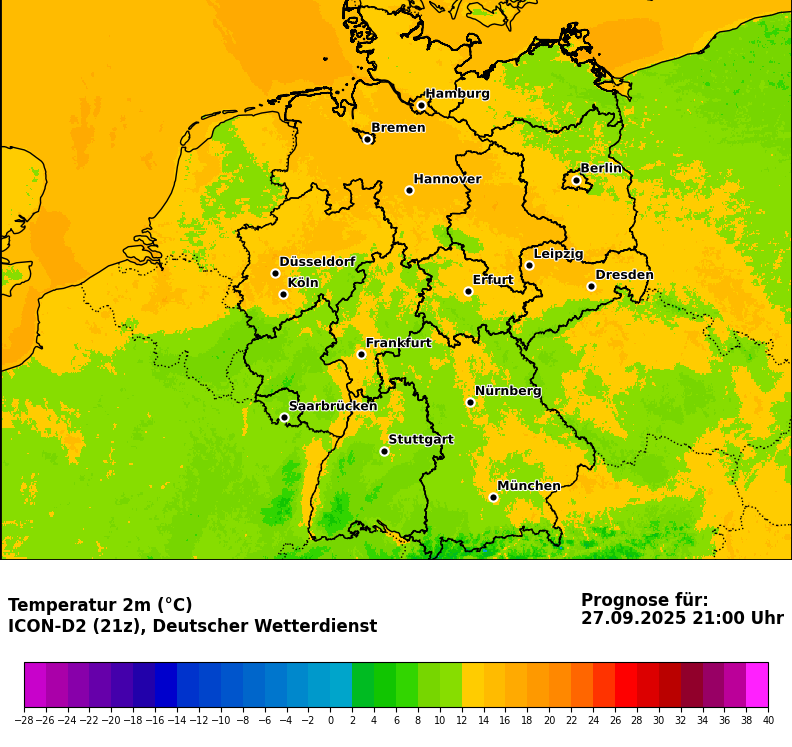 Hamburg
Bremen
Berlin
Hannover
Leipzig
Düsseldorf
Dresden
Köln
Erfurt
Frankfurt
Nürnberg
Saarbrücken
Stuttgart
München
Temperatur 2m (°C)
ICON-D2 (21z), Deutscher Wetterdienst
Prognose für:
27.09.2025 21:00 Uhr
−28 −26 −24 −22 −20 −18 −16 −14 −12 −10 −8 −6 −4 −2 0 2 4 6 8 10 12 14 16 18 20 22 24 26 28 30 32 34 36 38 40